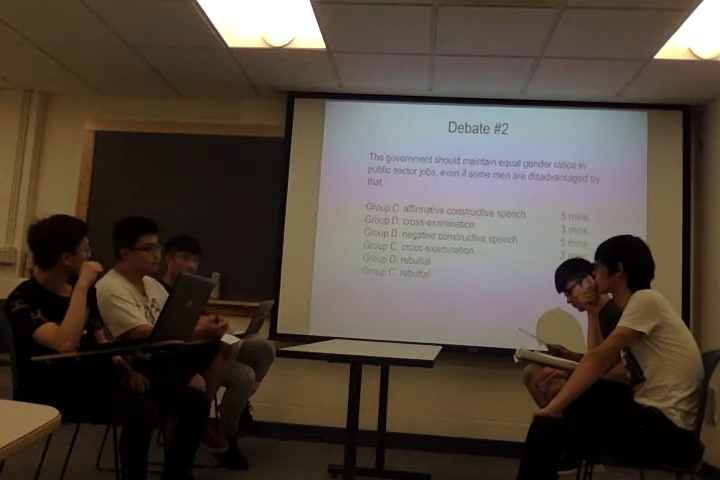 Debate #2
The government should maintain equal gender ratios in
public sector jobs, even if some men are disadvantaged by
that
Group C: affirmative constructive speech 5 mins
Group D: cross-examination 3 mins
Group D: negative constructive speech 5 mins
Group C: cross-examination 3 mins
Group D: rebuttal
Group C: rebuttal